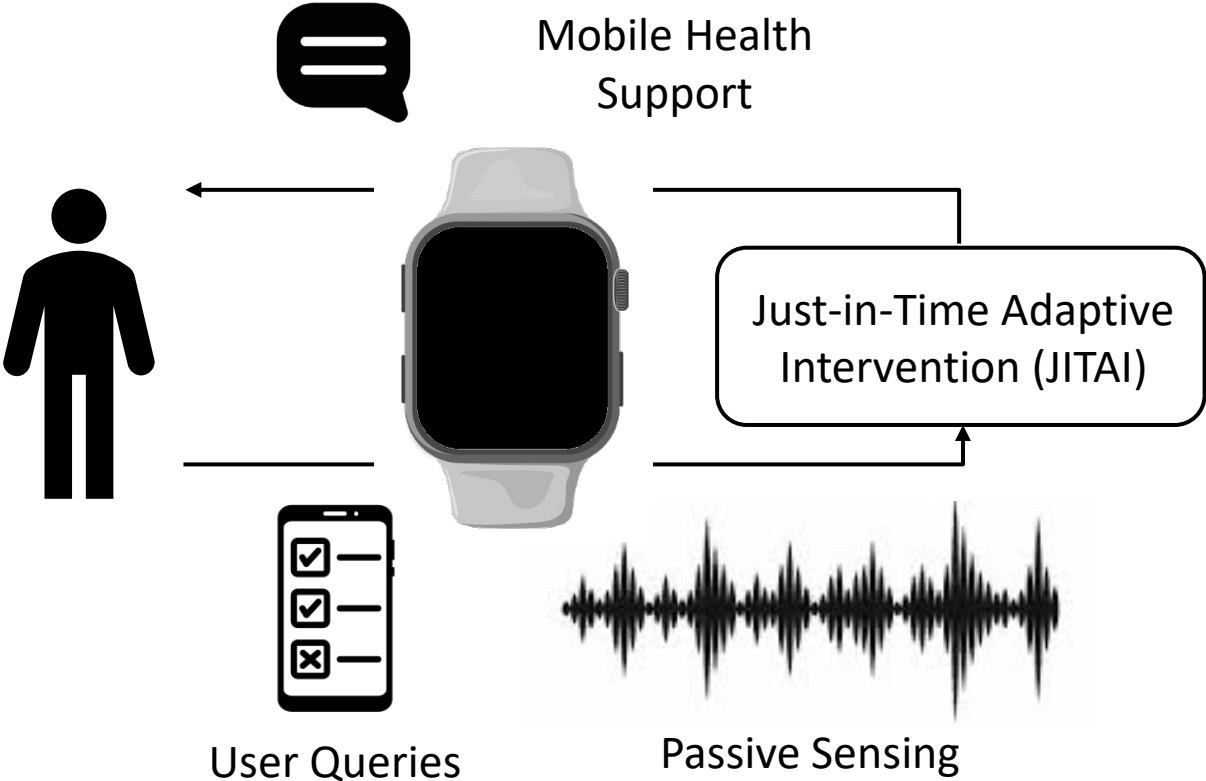 Mobile Health
Support
Just-in-Time Adaptive
Intervention (JITAI)
User Queries
Passive Sensing